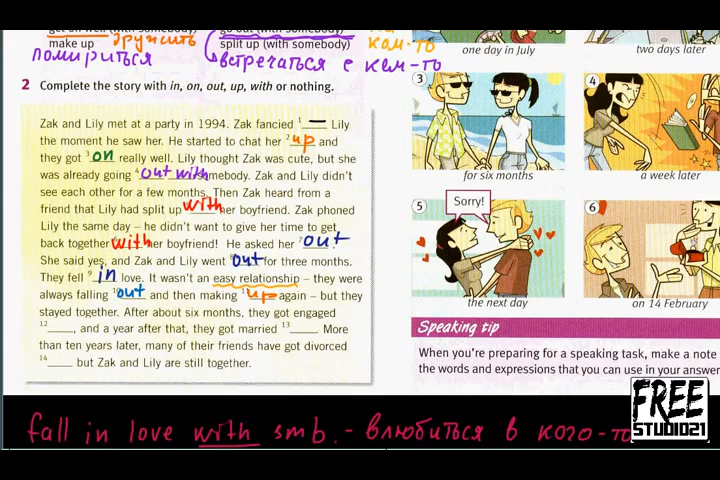 get on well (with somebody) go out (with somebody) на
make up дружить split up (with somebody) ком-то
помириться встречаться с кем-то
one day in July
two days later
2 Complete the story with in, on, out, up, with or nothing.
Zak and Lily met at a party in 1994. Zak fancied 1 — Lily
the moment he saw her. He started to chat her 2 up and
they got 3 on really well. Lily thought Zak was cute, but she
was already going 4 out with somebody. Zak and Lily didn't
see each other for a few months. Then Zak heard from a
friend that Lily had split up with her boyfriend. Zak phoned
Lily the same day – he didn't want to give her time to get
back together with her boyfriend! He asked her 7 out
She said yes, and Zak and Lily went 8 out for three months.
They fell 9 in love. It wasn't an easy relationship – they were
always falling 10 out and then making 11 up again – but they
stayed together. After about six months, they got engaged
12 ____, and a year after that, they got married 13 ____. More
than ten years later, many of their friends have got divorced
14 ____ but Zak and Lily are still together.
3
4
for six months
a week later
5
Sorry!
6
the next day
on 14 February
Speaking tip
When you're preparing for a speaking task, make a note
the words and expressions that you can use in your answer
fall in love with smb. - влюбиться в кого-то
FREE
STUDIO21